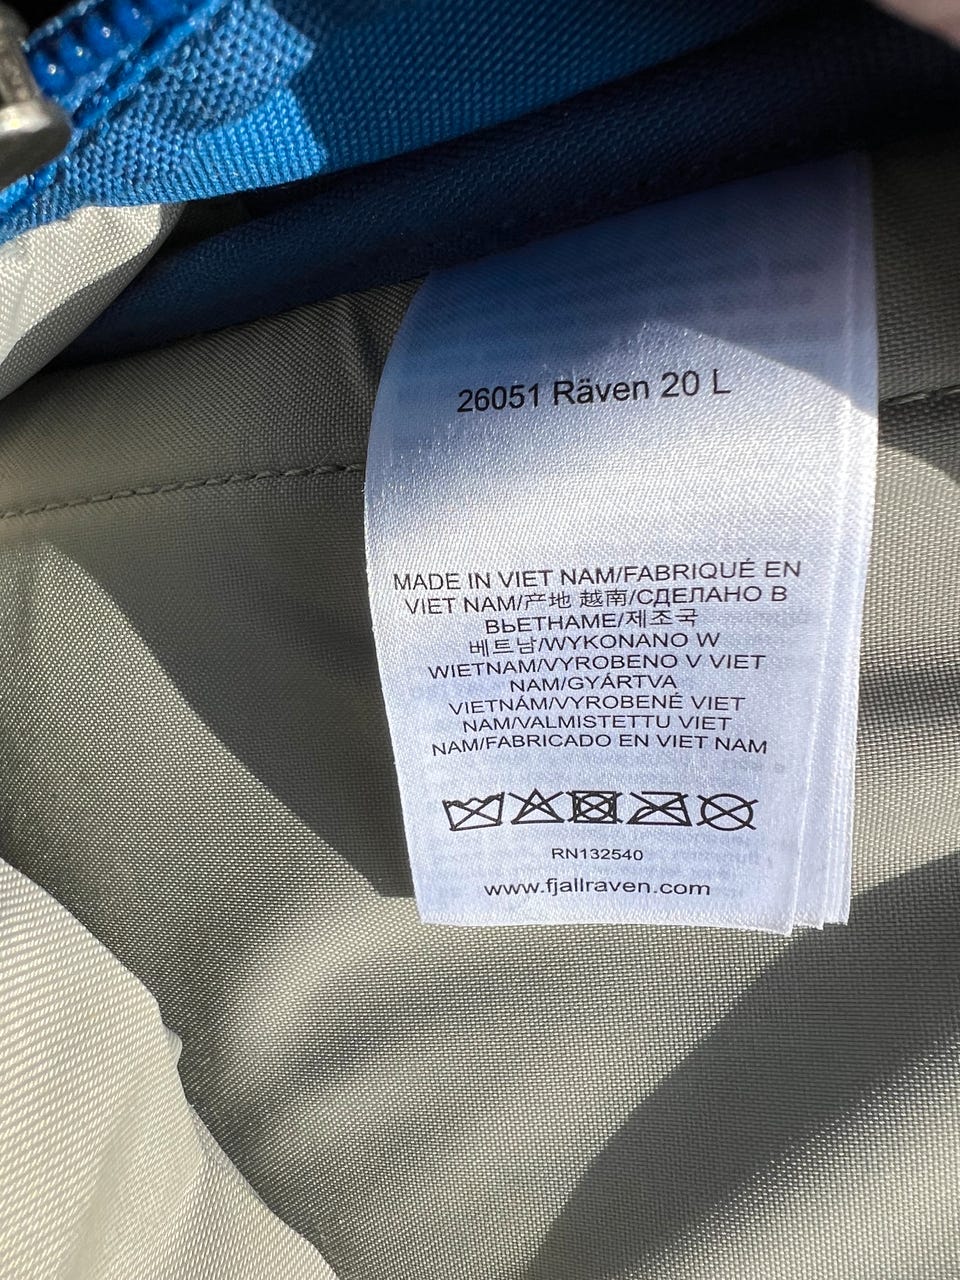 26051 Räven 20 L
MADE IN VIET NAM/FABRIQUÉ EN
VIET NAM/产地 越南/СДЕЛАНО В
ВЬЕТНАМЕ/제조국
베트남/WYKONANO W
WIETNAM/VYROBENO V VIET
NAM/GYÁRTVA
VIETNÁM/VYROBENÉ VIET
NAM/VALMISTETTU VIET
NAM/FABRICADO EN VIET NAM
RN132540
www.fjallraven.com